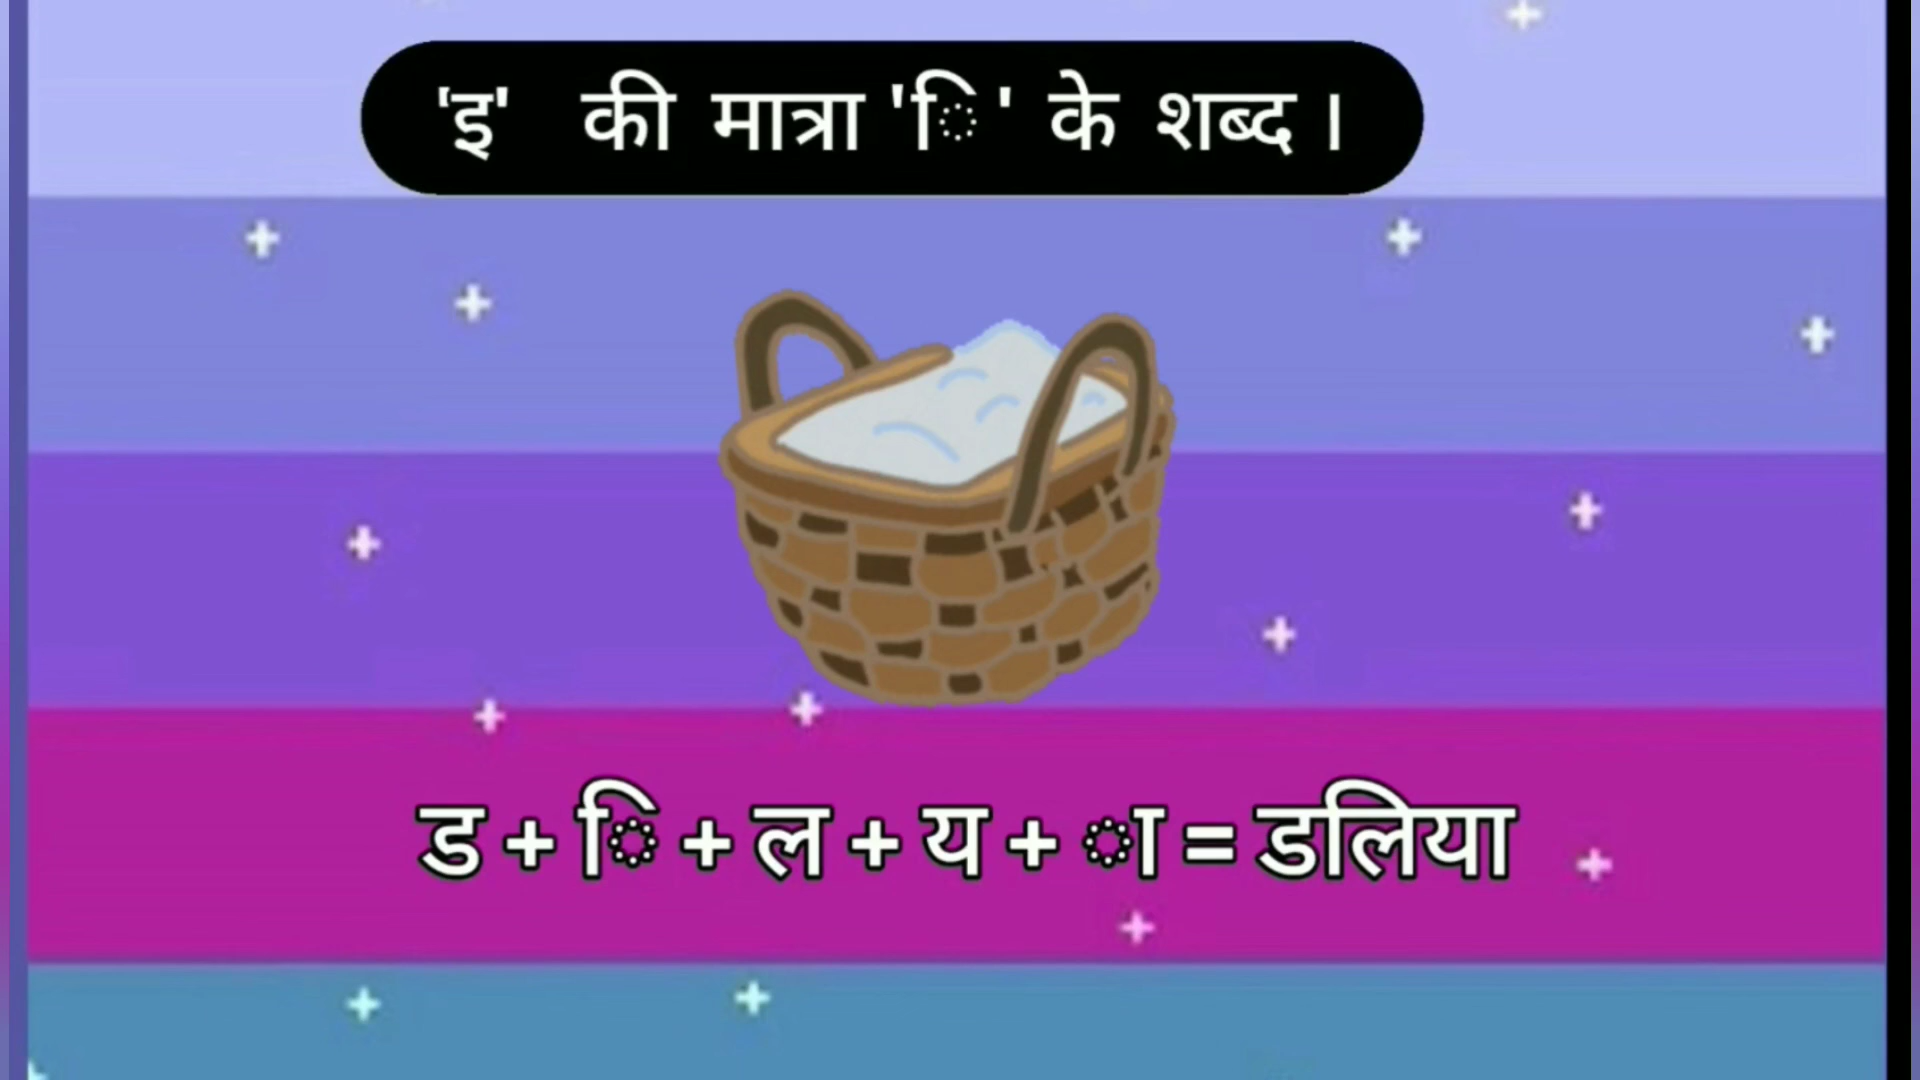 'इ' की मात्रा 'ि' के शब्द ।
ड + ि + ल + य + ा = डलिया